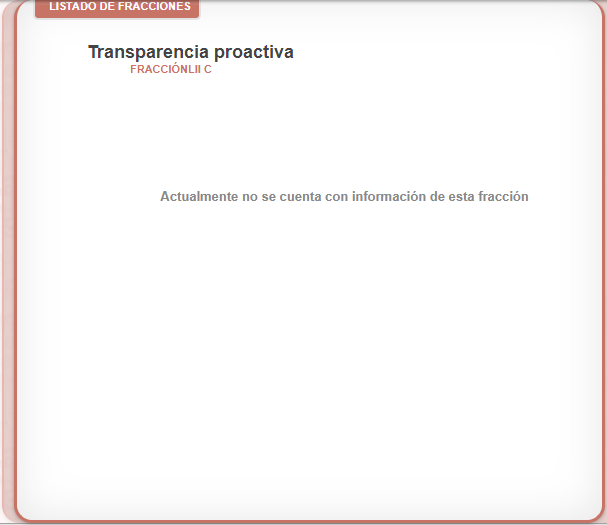 LISTADO DE FRACCIONES
Transparencia proactiva
FRACCIÓNLII C
Actualmente no se cuenta con información de esta fracción